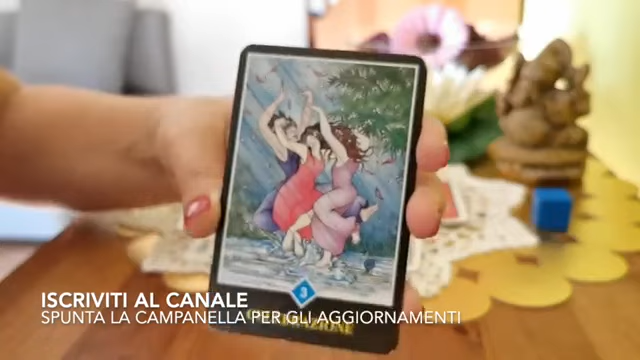 3
ISCRIVITI AL CANALE
SPUNTA LA CAMPANELLA PER GLI AGGIORNAMENTI